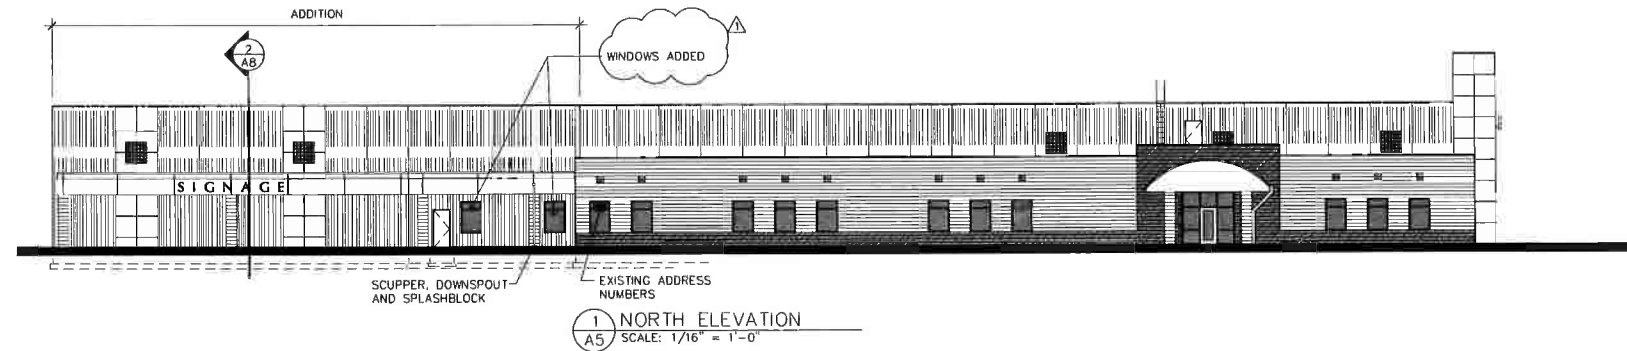 ADDITION
1
2
A8
WINDOWS ADDED
SIGNAGE
SCUPPER, DOWNSPOUT
AND SPLASHBLOCK
EXISTING ADDRESS
NUMBERS
1
A5
NORTH ELEVATION
SCALE: 1/16" = 1'-0"